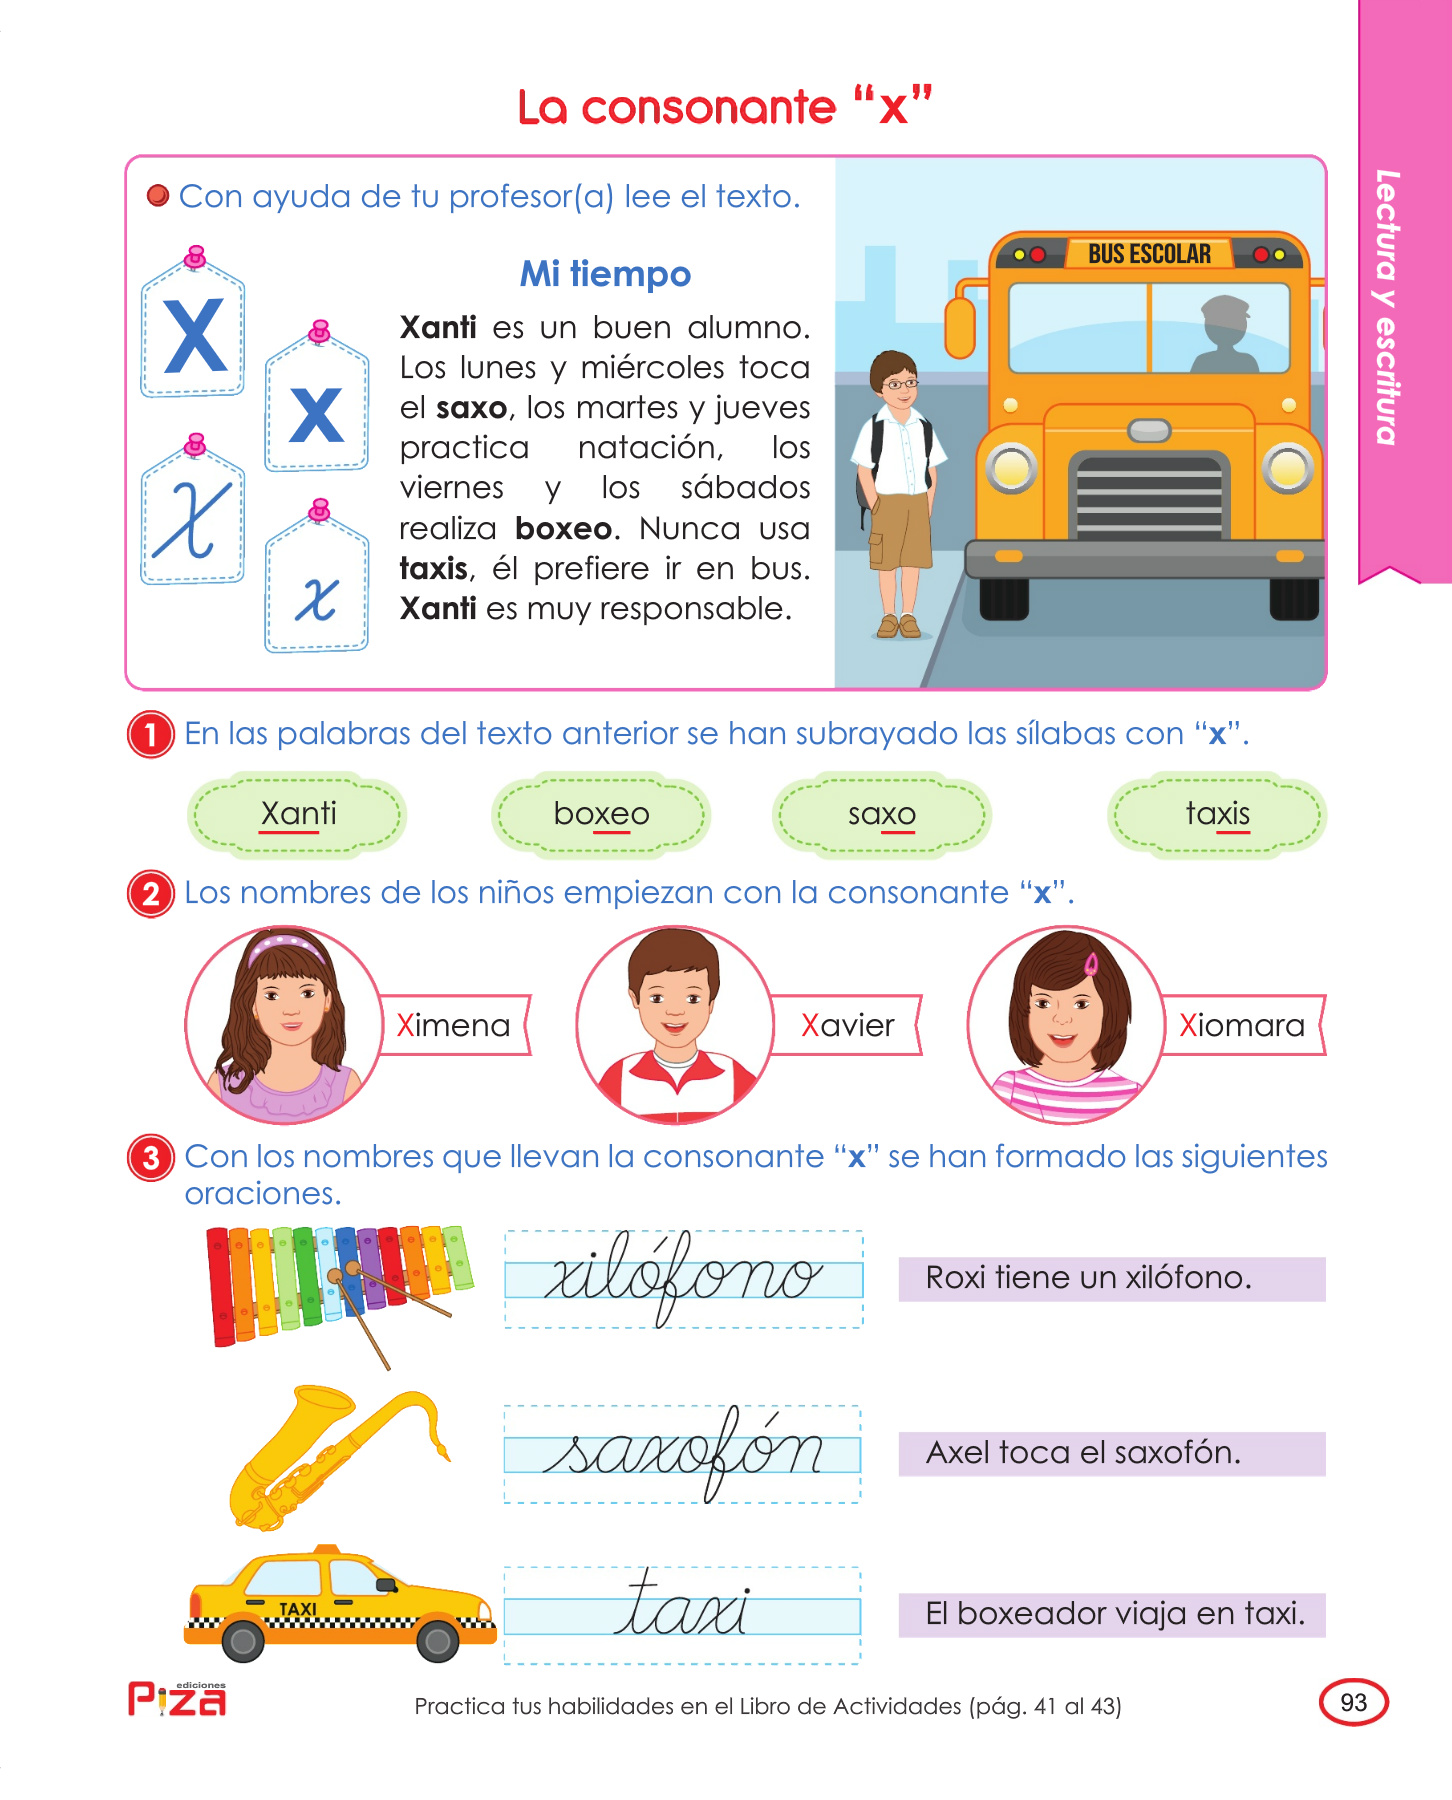 La consonante “x”
Lectura y escritura
Con ayuda de tu profesor(a) lee el texto.
X
x
X
x
Mi tiempo
Xanti es un buen alumno.
Los lunes y miércoles toca
el saxo, los martes y jueves
practica natación, los
viernes y los sábados
realiza boxeo. Nunca usa
taxis, él prefiere ir en bus.
Xanti es muy responsable.
BUS ESCOLAR
1 En las palabras del texto anterior se han subrayado las sílabas con “x”.
Xanti boxeo saxo taxis
2 Los nombres de los niños empiezan con la consonante “x”.
Ximena Xavier Xiomara
3 Con los nombres que llevan la consonante “x” se han formado las siguientes
oraciones.
xilófono Roxi tiene un xilófono.
saxofón Axel toca el saxofón.
TAXI taxi El boxeador viaja en taxi.
ediciones
Piza
Practica tus habilidades en el Libro de Actividades (pág. 41 al 43)
93